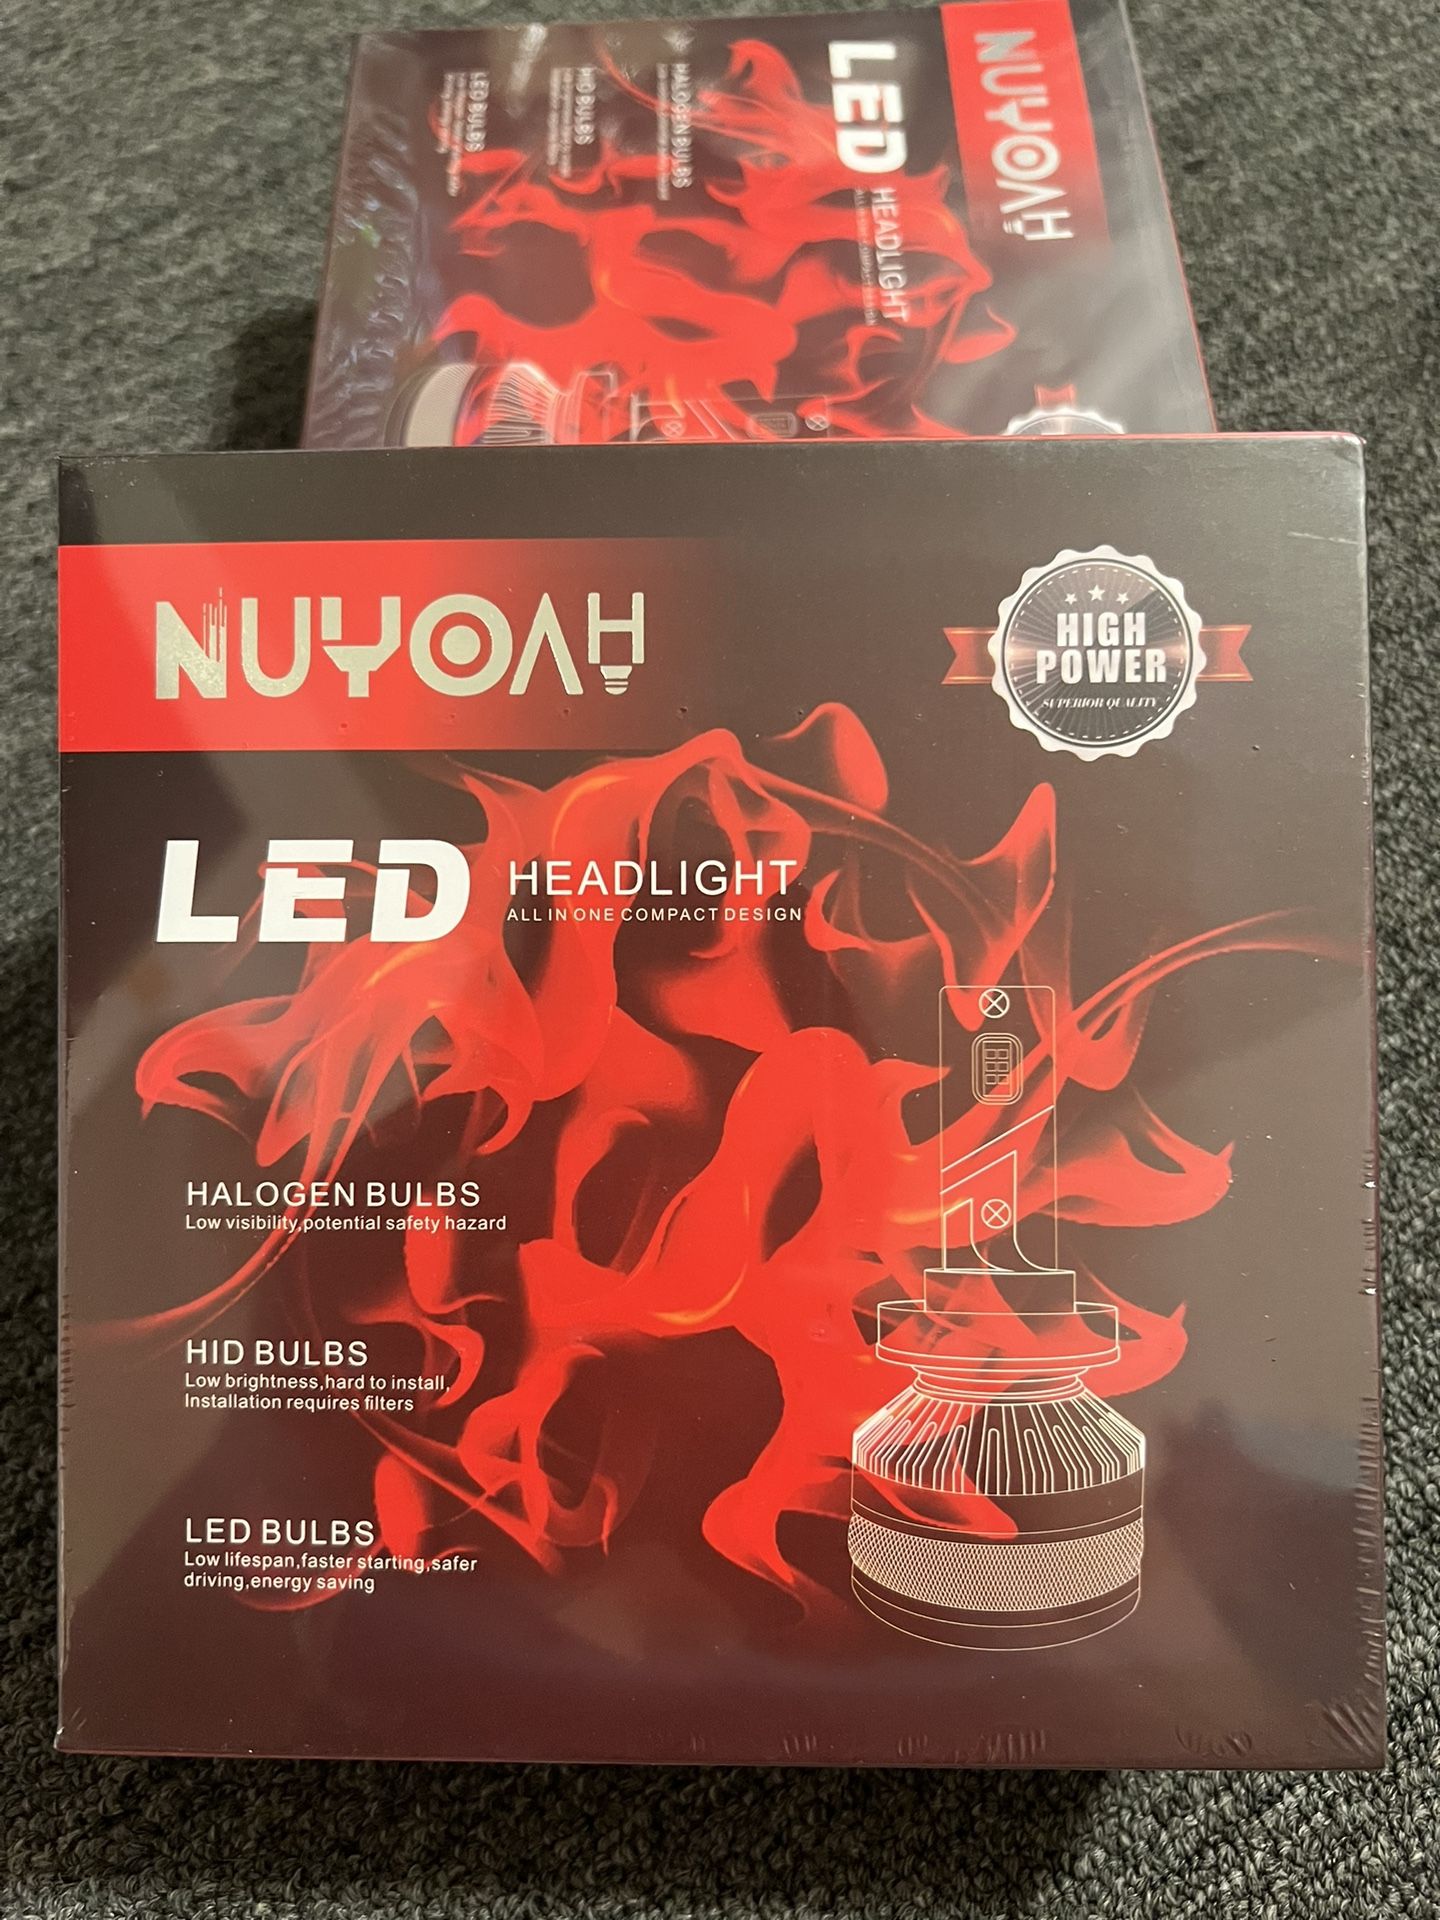 NUYOAH
LED
HEADLIGHT
HALOGEN BULBS
HID BULBS
LED BULBS
NUYOAH
HIGH
POWER
SUPERIOR QUALITY
LED
HEADLIGHT
ALL IN ONE COMPACT DESIGN
HALOGEN BULBS
Low visibility,potential safety hazard
HID BULBS
Low brightness,hard to install,
Installation requires filters
LED BULBS
Low lifespan,faster starting,safer
driving,energy saving